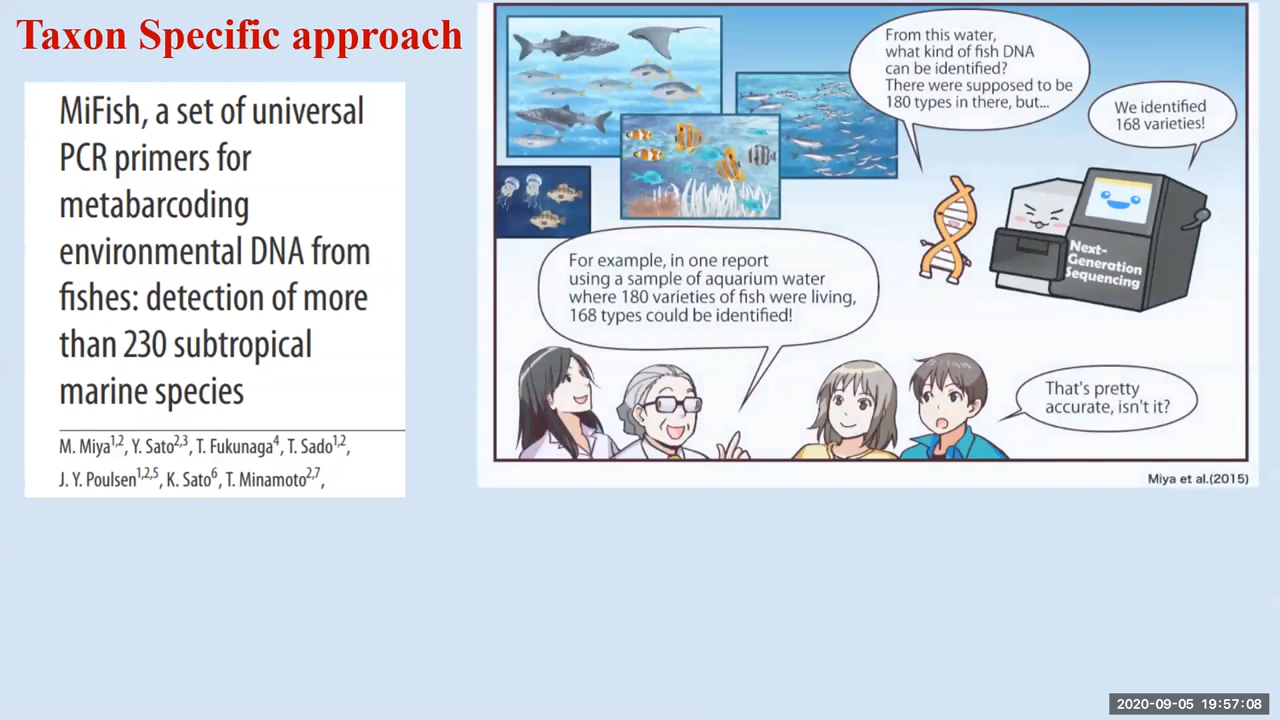 Taxon Specific approach
MiFish, a set of universal
PCR primers for
metabarcoding
environmental DNA from
fishes: detection of more
than 230 subtropical
marine species
M. Miya1,2, Y. Sato2,3, T. Fukunaga4, T. Sado1,2,
J. Y. Poulsen1,2,5, K. Sato6, T. Minamoto2,7,
From this water,
what kind of fish DNA
can be identified?
There were supposed to be
180 types in there, but...
We identified
168 varieties!
Next-
Generation
Sequencing
For example, in one report
using a sample of aquarium water
where 180 varieties of fish were living,
168 types could be identified!
That's pretty
accurate, isn't it?
Miya et al.(2015)
2020-09-05 19:57:08